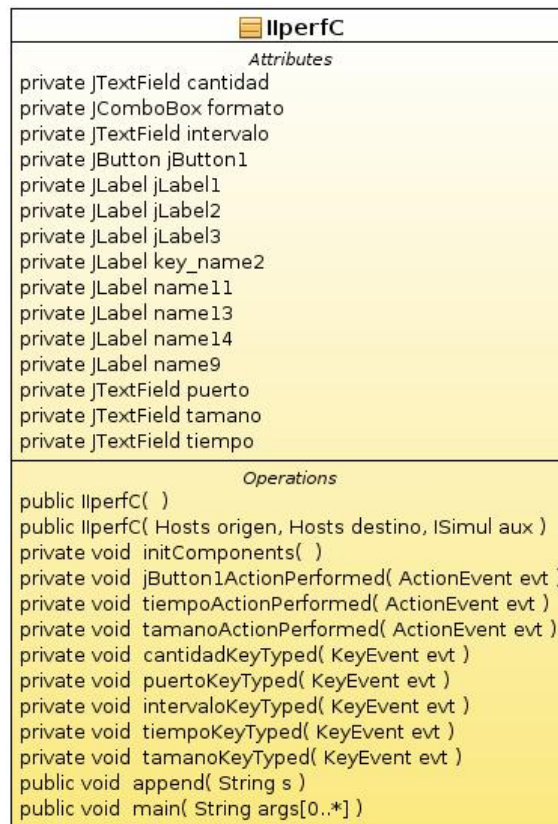 IIperfC
Attributes
private JTextField cantidad
private JComboBox formato
private JTextField intervalo
private JButton jButton1
private JLabel jLabel1
private JLabel jLabel2
private JLabel jLabel3
private JLabel key_name2
private JLabel name11
private JLabel name13
private JLabel name14
private JLabel name9
private JTextField puerto
private JTextField tamano
private JTextField tiempo
Operations
public IIperfC(  )
public IIperfC( Hosts origen, Hosts destino, ISimul aux )
private void  initComponents(  )
private void  jButton1ActionPerformed( ActionEvent evt )
private void  tiempoActionPerformed( ActionEvent evt )
private void  tamanoActionPerformed( ActionEvent evt )
private void  cantidadKeyTyped( KeyEvent evt )
private void  puertoKeyTyped( KeyEvent evt )
private void  intervaloKeyTyped( KeyEvent evt )
private void  tiempoKeyTyped( KeyEvent evt )
private void  tamanoKeyTyped( KeyEvent evt )
public void  append( String s )
public void  main( String args[0..*] )